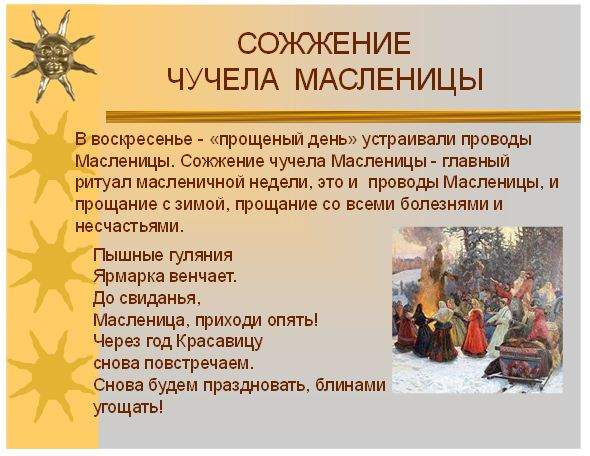 СОЖЖЕНИЕ
ЧУЧЕЛА МАСЛЕНИЦЫ
В воскресенье - «прощеный день» устраивали проводы
Масленицы. Сожжение чучела Масленицы - главный
ритуал масленичной недели, это и проводы Масленицы, и
прощание с зимой, прощание со всеми болезнями и
несчастьями.
Пышные гуляния
Ярмарка венчает.
До свиданья,
Масленица, приходи опять!
Через год Красавицу
снова повстречаем.
Снова будем праздновать, блинами
угощать!